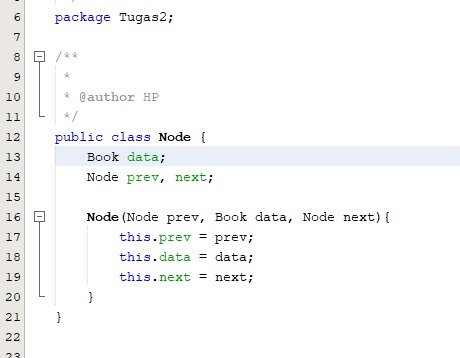 6 package Tugas2;
7
8 /**
9 *
10 * @author HP
11 */
12 public class Node {
13 Book data;
14 Node prev, next;
15
16 Node(Node prev, Book data, Node next){
17 this.prev = prev;
18 this.data = data;
19 this.next = next;
20 }
21 }
22
23